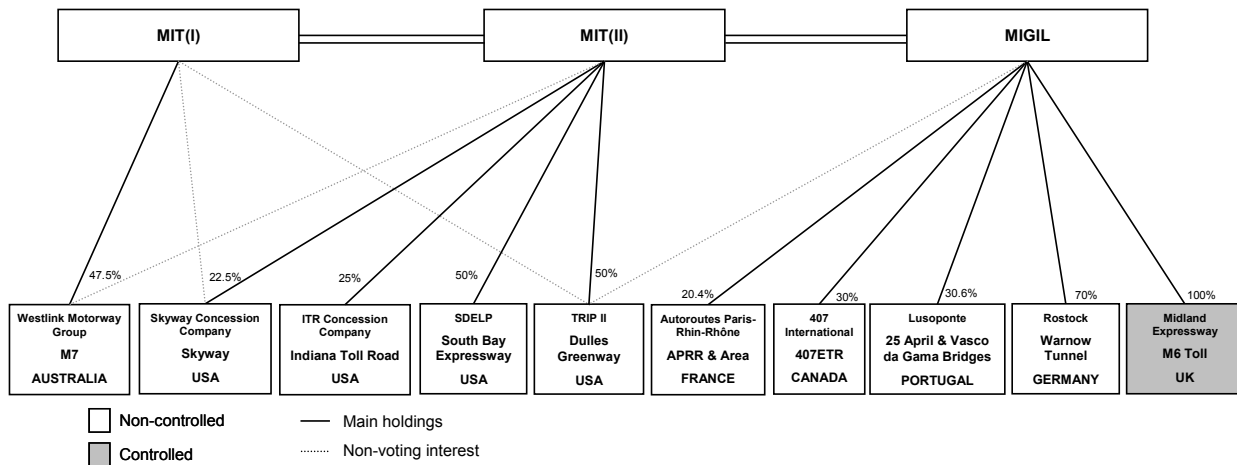 MIT(I)
MIT(II)
MIGIL
47.5%
22.5%
25%
50%
50%
20.4%
30%
30.6%
70%
100%
Westlink Motorway
Group
M7
AUSTRALIA
Skyway Concession
Company
Skyway
USA
ITR Concession
Company
Indiana Toll Road
USA
SDELP
South Bay
Expressway
USA
TRIP II
Dulles
Greenway
USA
Autoroutes Paris-
Rhin-Rhône
APRR & Area
FRANCE
407
International
407ETR
CANADA
Lusoponte
25 April & Vasco
da Gama Bridges
PORTUGAL
Rostock
Warnow
Tunnel
GERMANY
Midland
Expressway
M6 Toll
UK
Non-controlled
Controlled
Main holdings
Non-voting interest